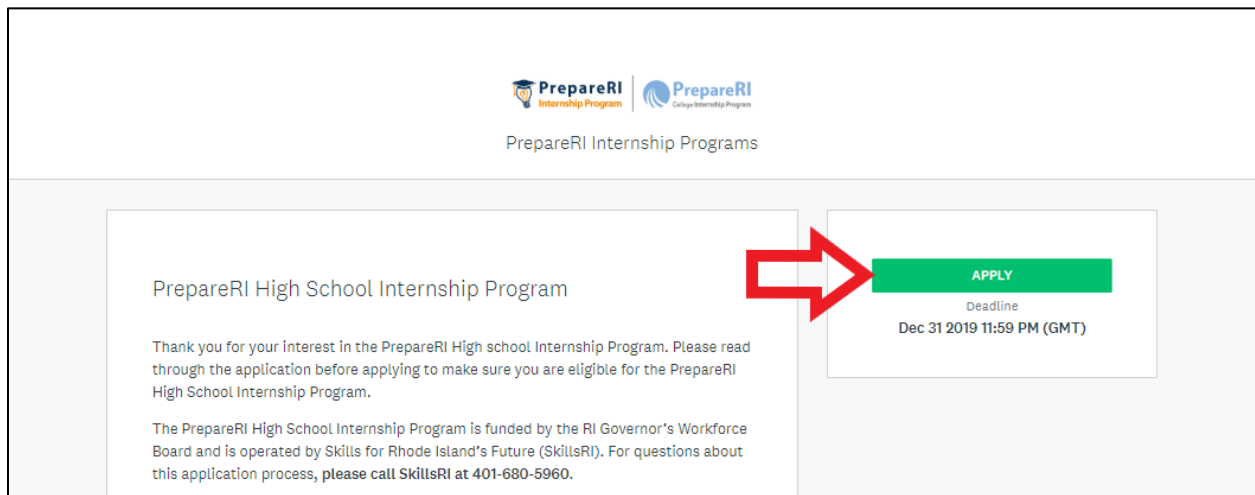 PrepareRI
Internship Program
PrepareRI
College Internship Program
PrepareRI Internship Programs
PrepareRI High School Internship Program
Thank you for your interest in the PrepareRI High school Internship Program. Please read
through the application before applying to make sure you are eligible for the PrepareRI
High School Internship Program.
The PrepareRI High School Internship Program is funded by the RI Governor's Workforce
Board and is operated by Skills for Rhode Island's Future (SkillsRI). For questions about
this application process, please call SkillsRI at 401-680-5960.
APPLY
Deadline
Dec 31 2019 11:59 PM (GMT)